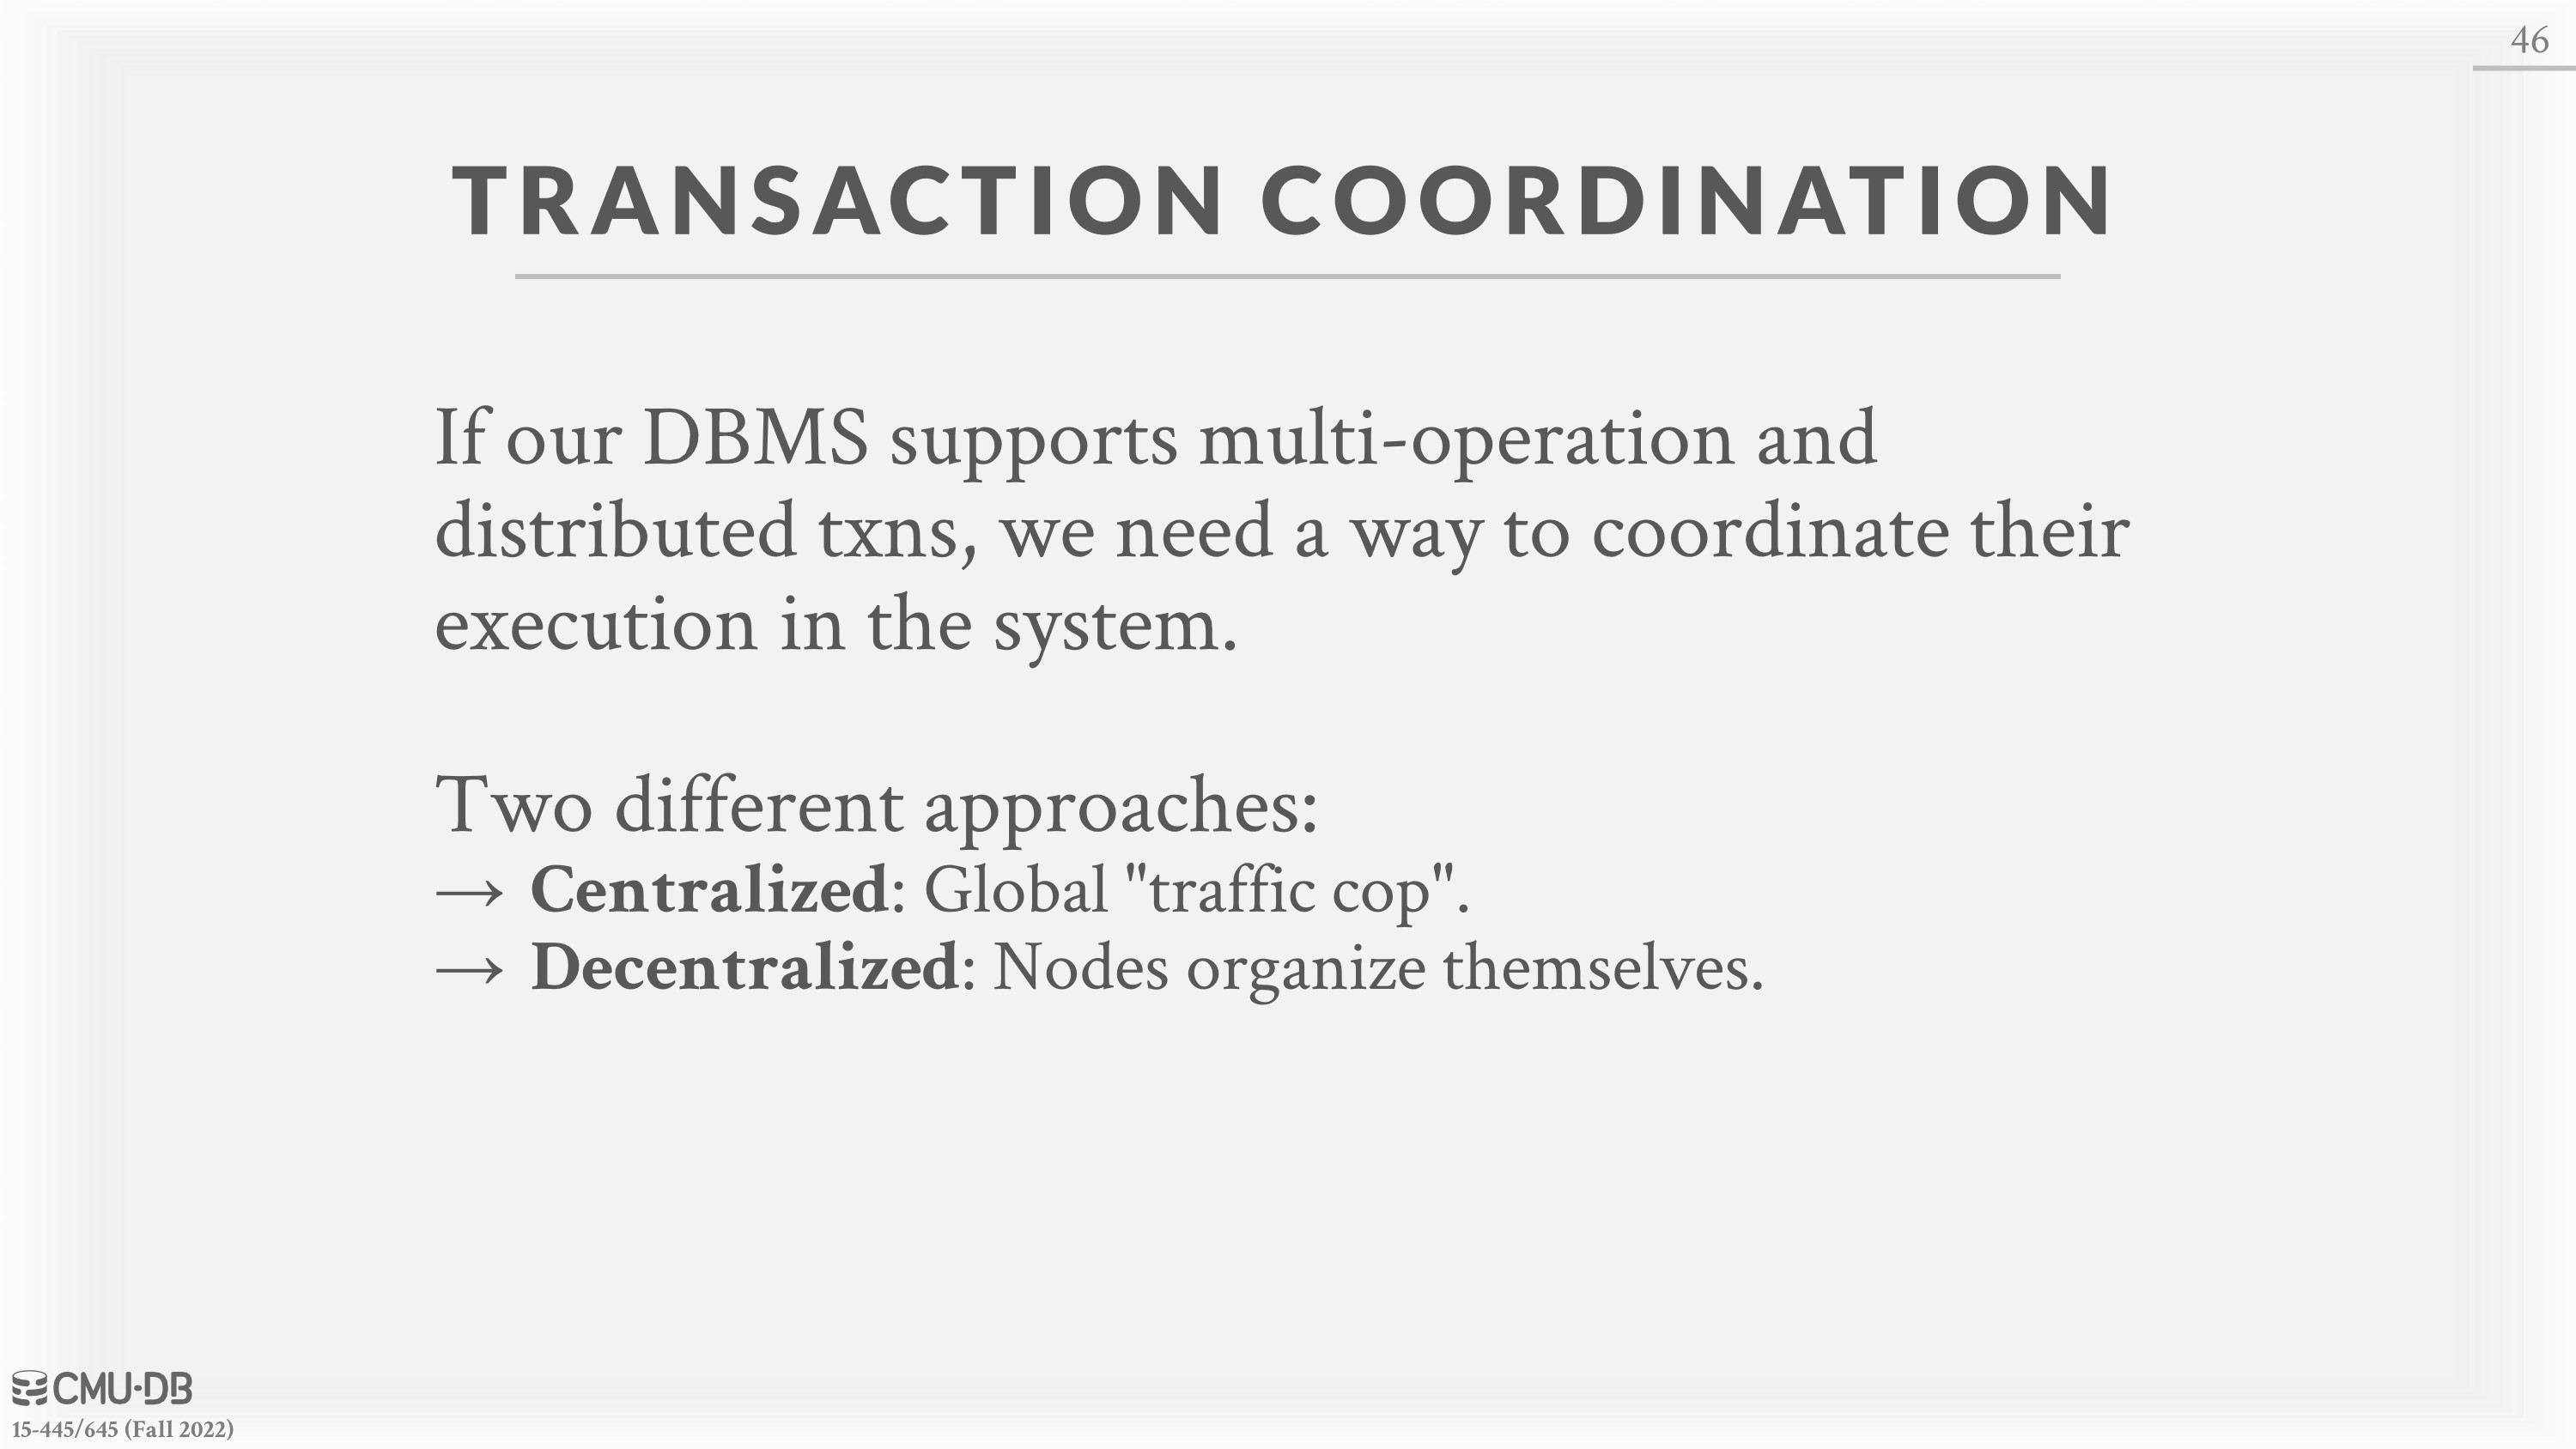 46
TRANSACTION COORDINATION
If our DBMS supports multi-operation and
distributed txns, we need a way to coordinate their
execution in the system.
Two different approaches:
→ Centralized: Global "traffic cop".
→ Decentralized: Nodes organize themselves.
CMU·DB
15-445/645 (Fall 2022)